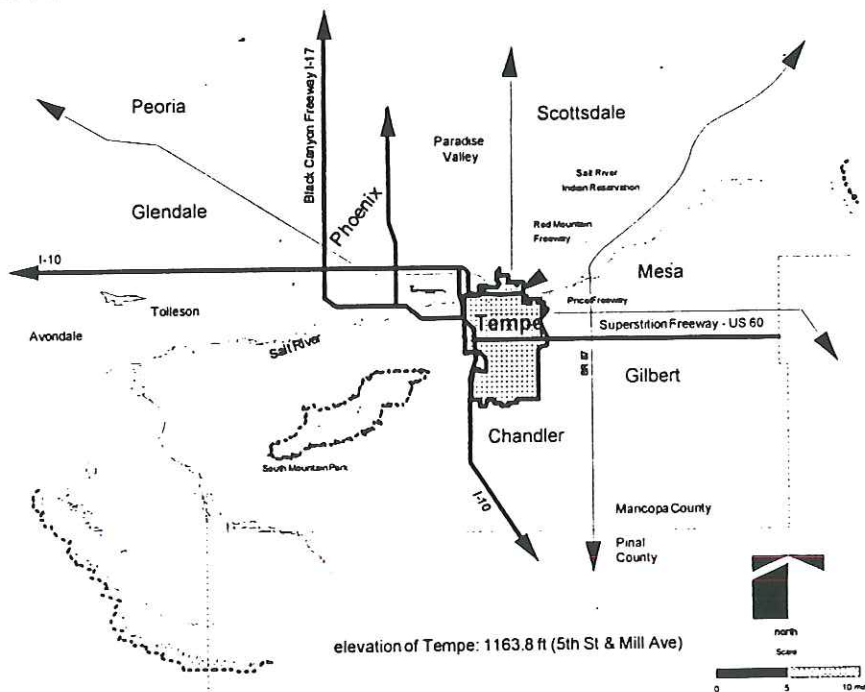 Black Canyon Freeway I-17
Peoria
Scottsdale
Paradise
Valley
Salt River
Indian Reservation
Glendale
Phoenix
Red Mountain
Freeway
I-10
Mesa
Price Freeway
Tolleson
Tempe
Superstition Freeway - US 60
Avondale
Salt River
SR 87
Gilbert
Chandler
South Mountain Park
I-10
Maricopa County
Pinal
County
north
elevation of Tempe: 1163.8 ft (5th St & Mill Ave)
Scale
0 5 10